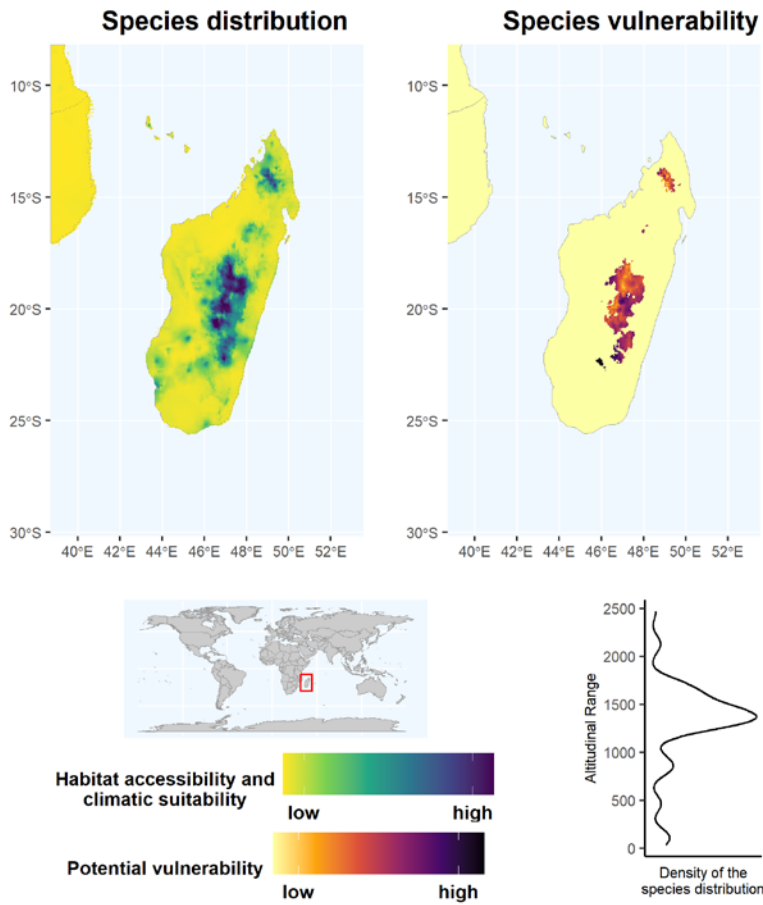 Species distribution
Species vulnerability
10°S
15°S
20°S
25°S
30°S
40°E 42°E 44°E 46°E 48°E 50°E 52°E
10°S
15°S
20°S
25°S
30°S
40°E 42°E 44°E 46°E 48°E 50°E 52°E
Habitat accessibility and
climatic suitability
low high
Potential vulnerability
low high
Altitudinal Range
2500
2000
1500
1000
500
0
Density of the
species distribution